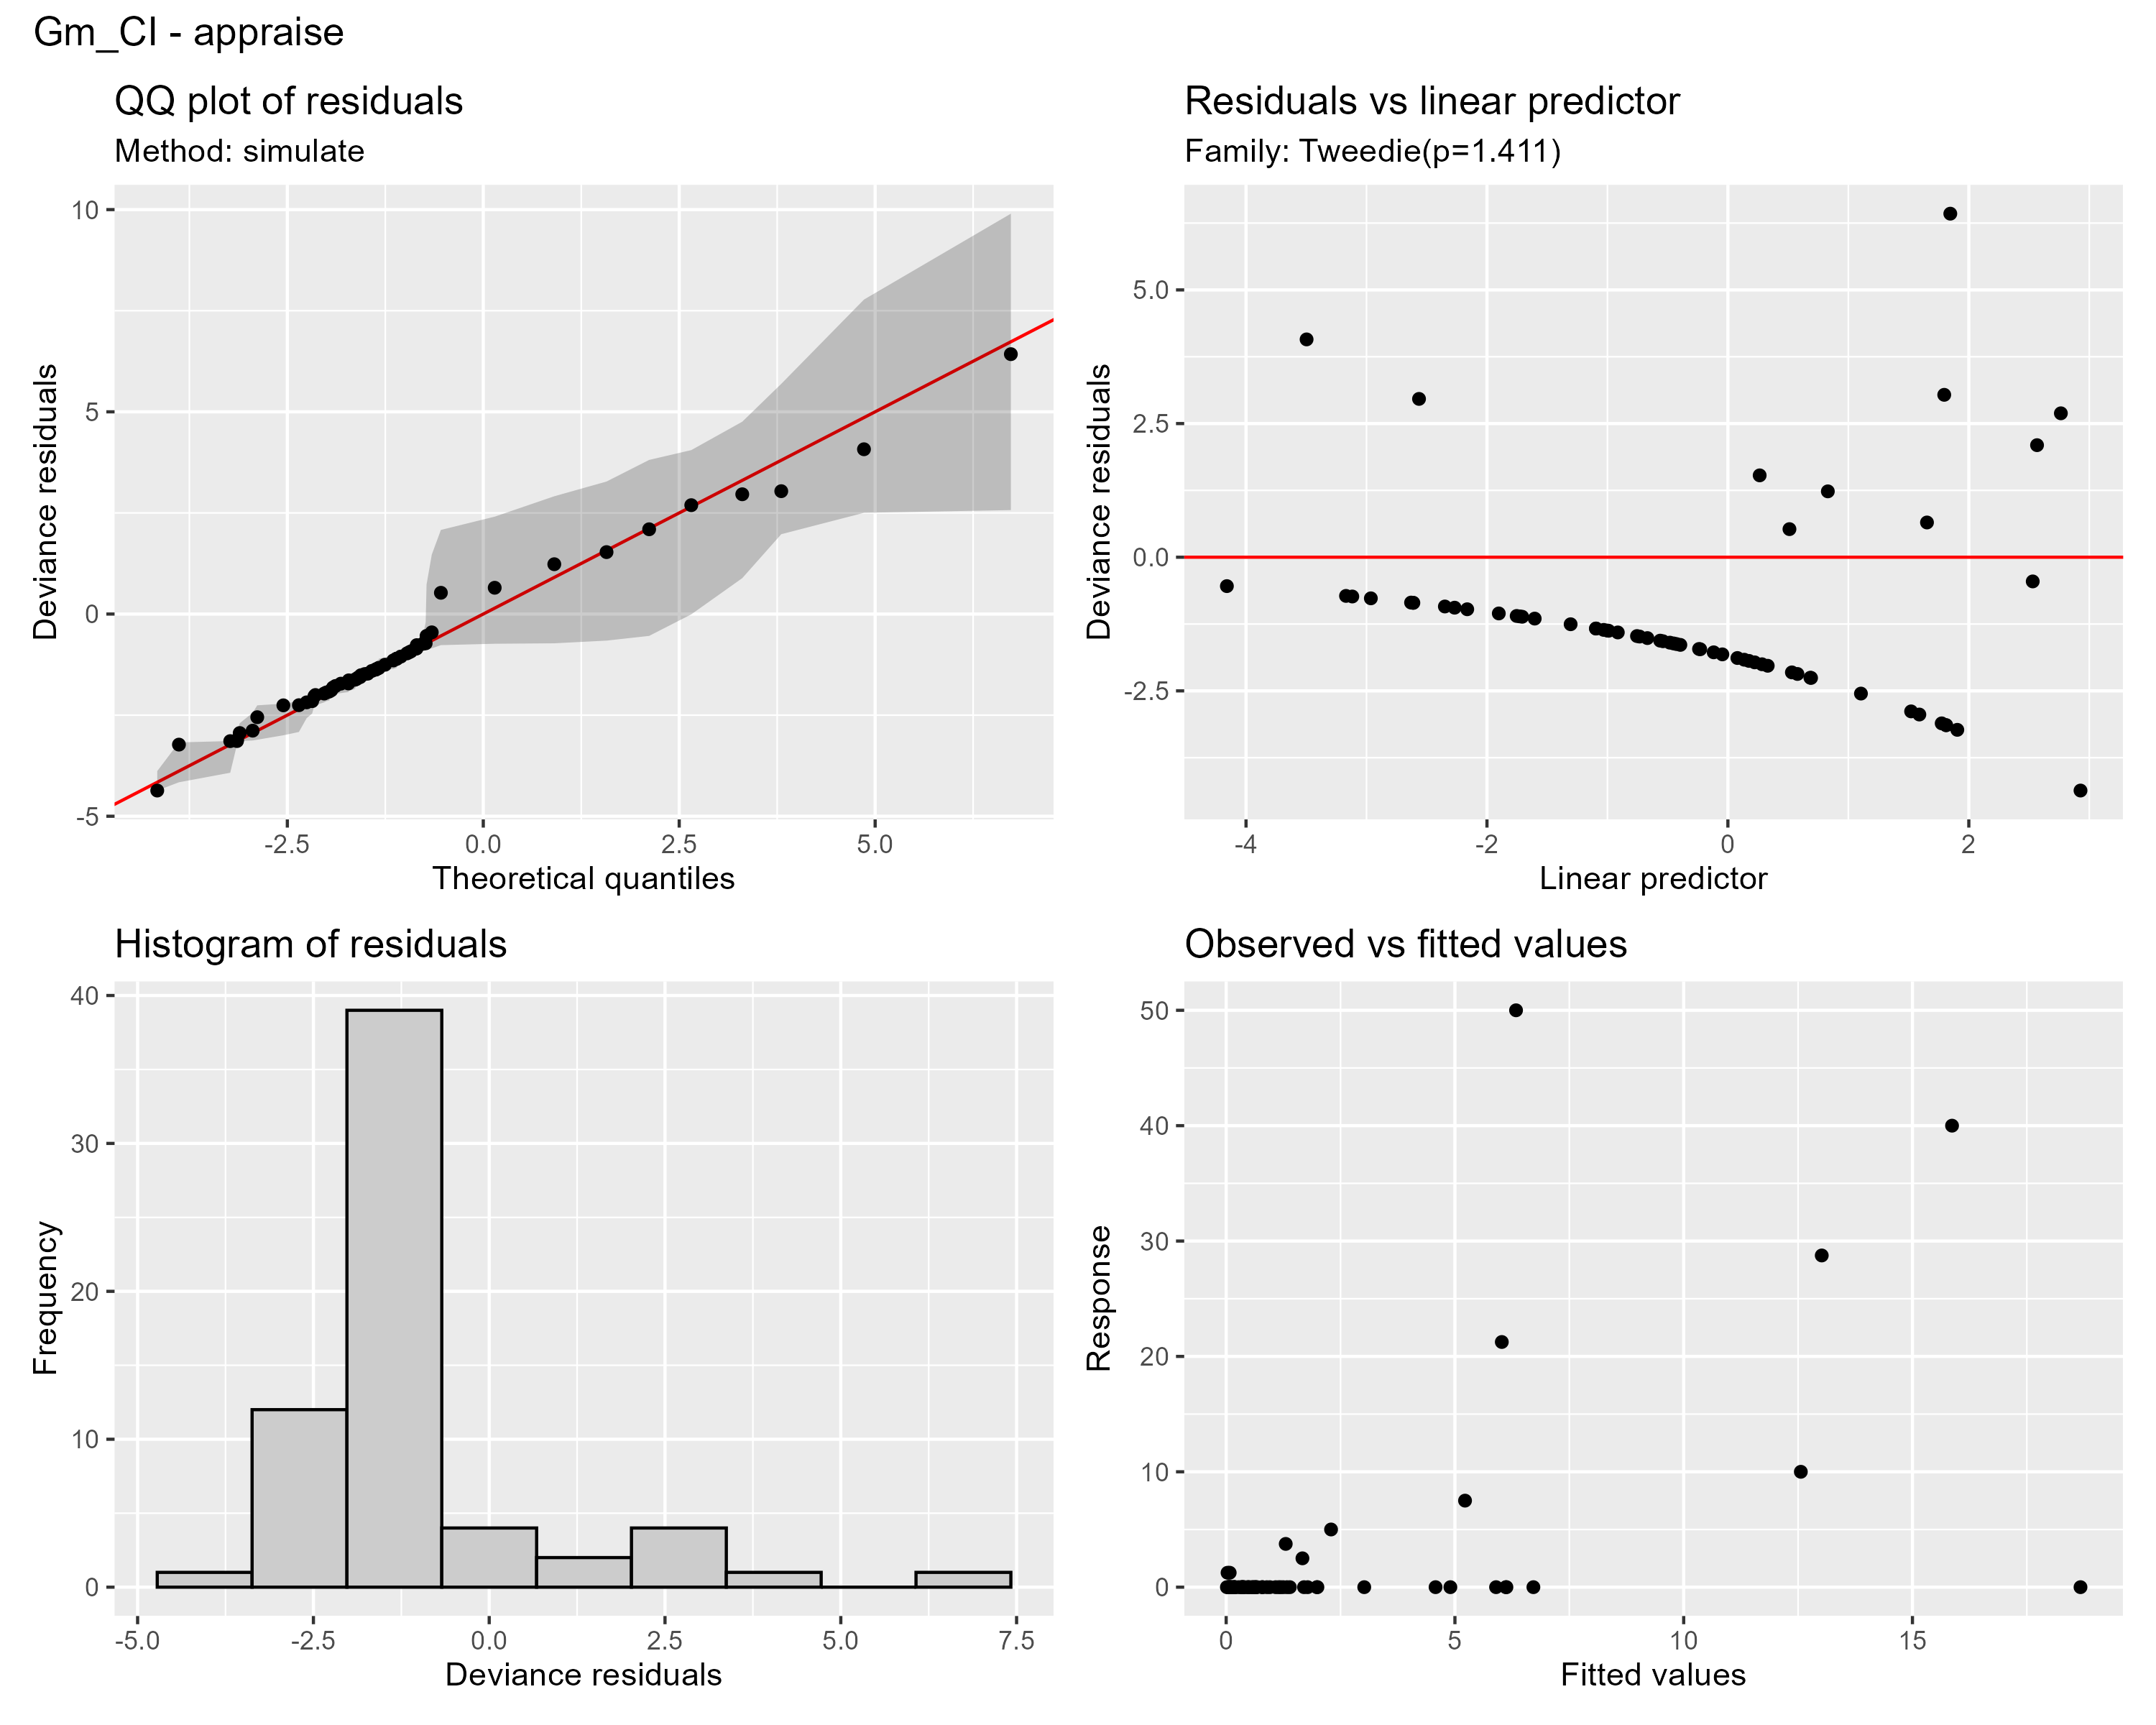 Gm_Cl - appraise
QQ plot of residuals
Method: simulate
10
5
0
-5
Deviance residuals
-2.5 0.0 2.5 5.0
Theoretical quantiles
Residuals vs linear predictor
Family: Tweedie(p=1.411)
5.0
2.5
0.0
-2.5
Deviance residuals
-4 -2 0 2
Linear predictor
Histogram of residuals
40
30
20
10
0
Frequency
-5.0 -2.5 0.0 2.5 5.0 7.5
Deviance residuals
Observed vs fitted values
50
40
30
20
10
0
Response
0 5 10 15
Fitted values